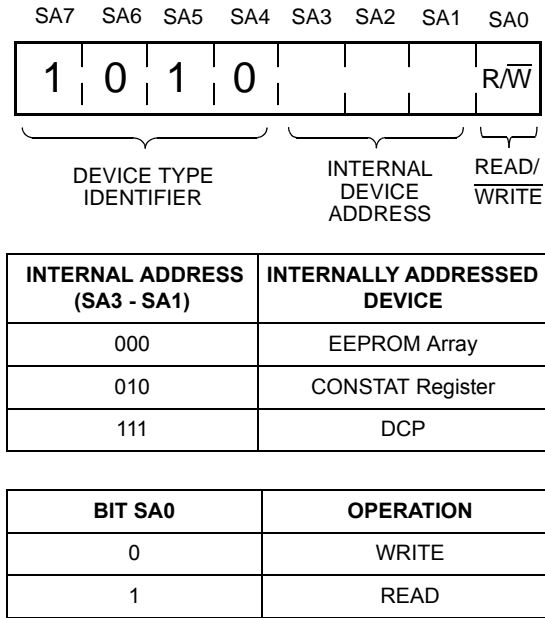 SA7 SA6 SA5 SA4 SA3 SA2 SA1 SA0
1 0 1 0 R/W̅
DEVICE TYPE
IDENTIFIER
INTERNAL
DEVICE
ADDRESS
READ/
W̅R̅I̅T̅E̅
INTERNAL ADDRESS
(SA3 - SA1)
INTERNALLY ADDRESSED
DEVICE
000 EEPROM Array
010 CONSTAT Register
111 DCP
BIT SA0 OPERATION
0 WRITE
1 READ